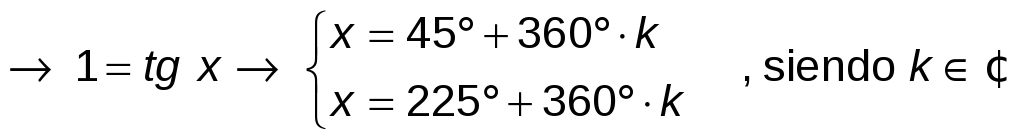 → 1 = tg x → { x = 45° + 360° · k
x = 225° + 360° · k , siendo k ∈ ¢